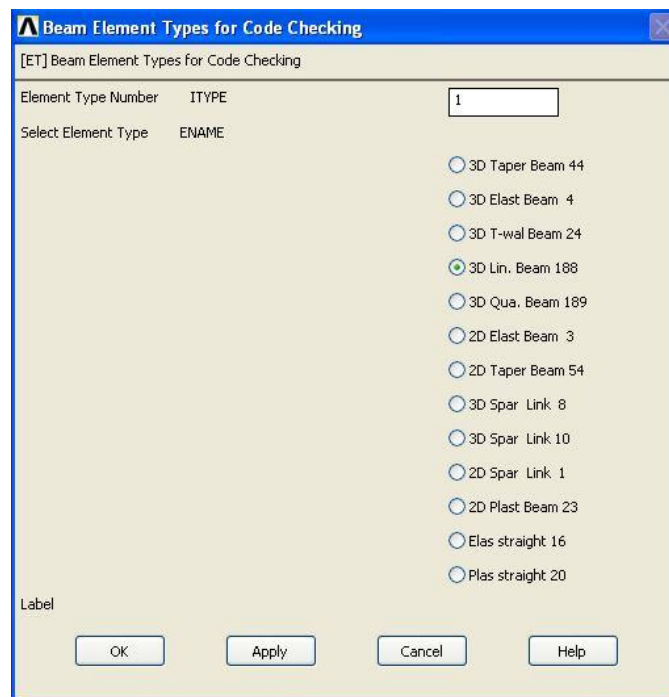 Beam Element Types for Code Checking
[ET] Beam Element Types for Code Checking
Element Type Number ITYPE 1
Select Element Type ENAME
3D Taper Beam 44
3D Elast Beam 4
3D T-wal Beam 24
3D Lin. Beam 188
3D Qua. Beam 189
2D Elast Beam 3
2D Taper Beam 54
3D Spar Link 8
3D Spar Link 10
2D Spar Link 1
2D Plast Beam 23
Elas straight 16
Plas straight 20
Label
OK Apply Cancel Help